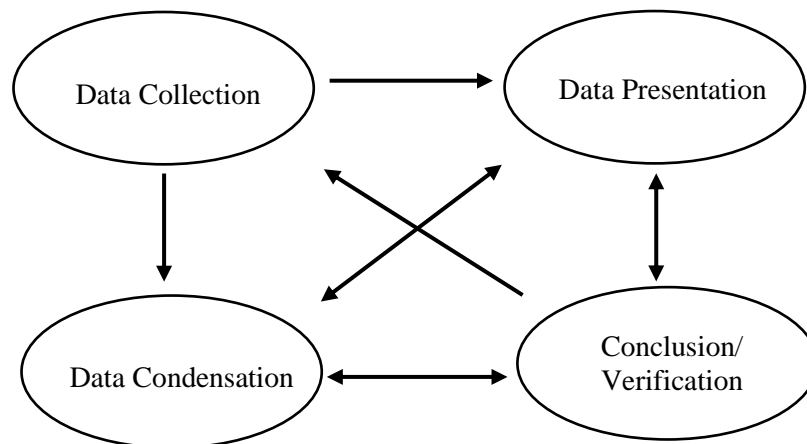 Data Collection
Data Presentation
Data Condensation
Conclusion/
Verification